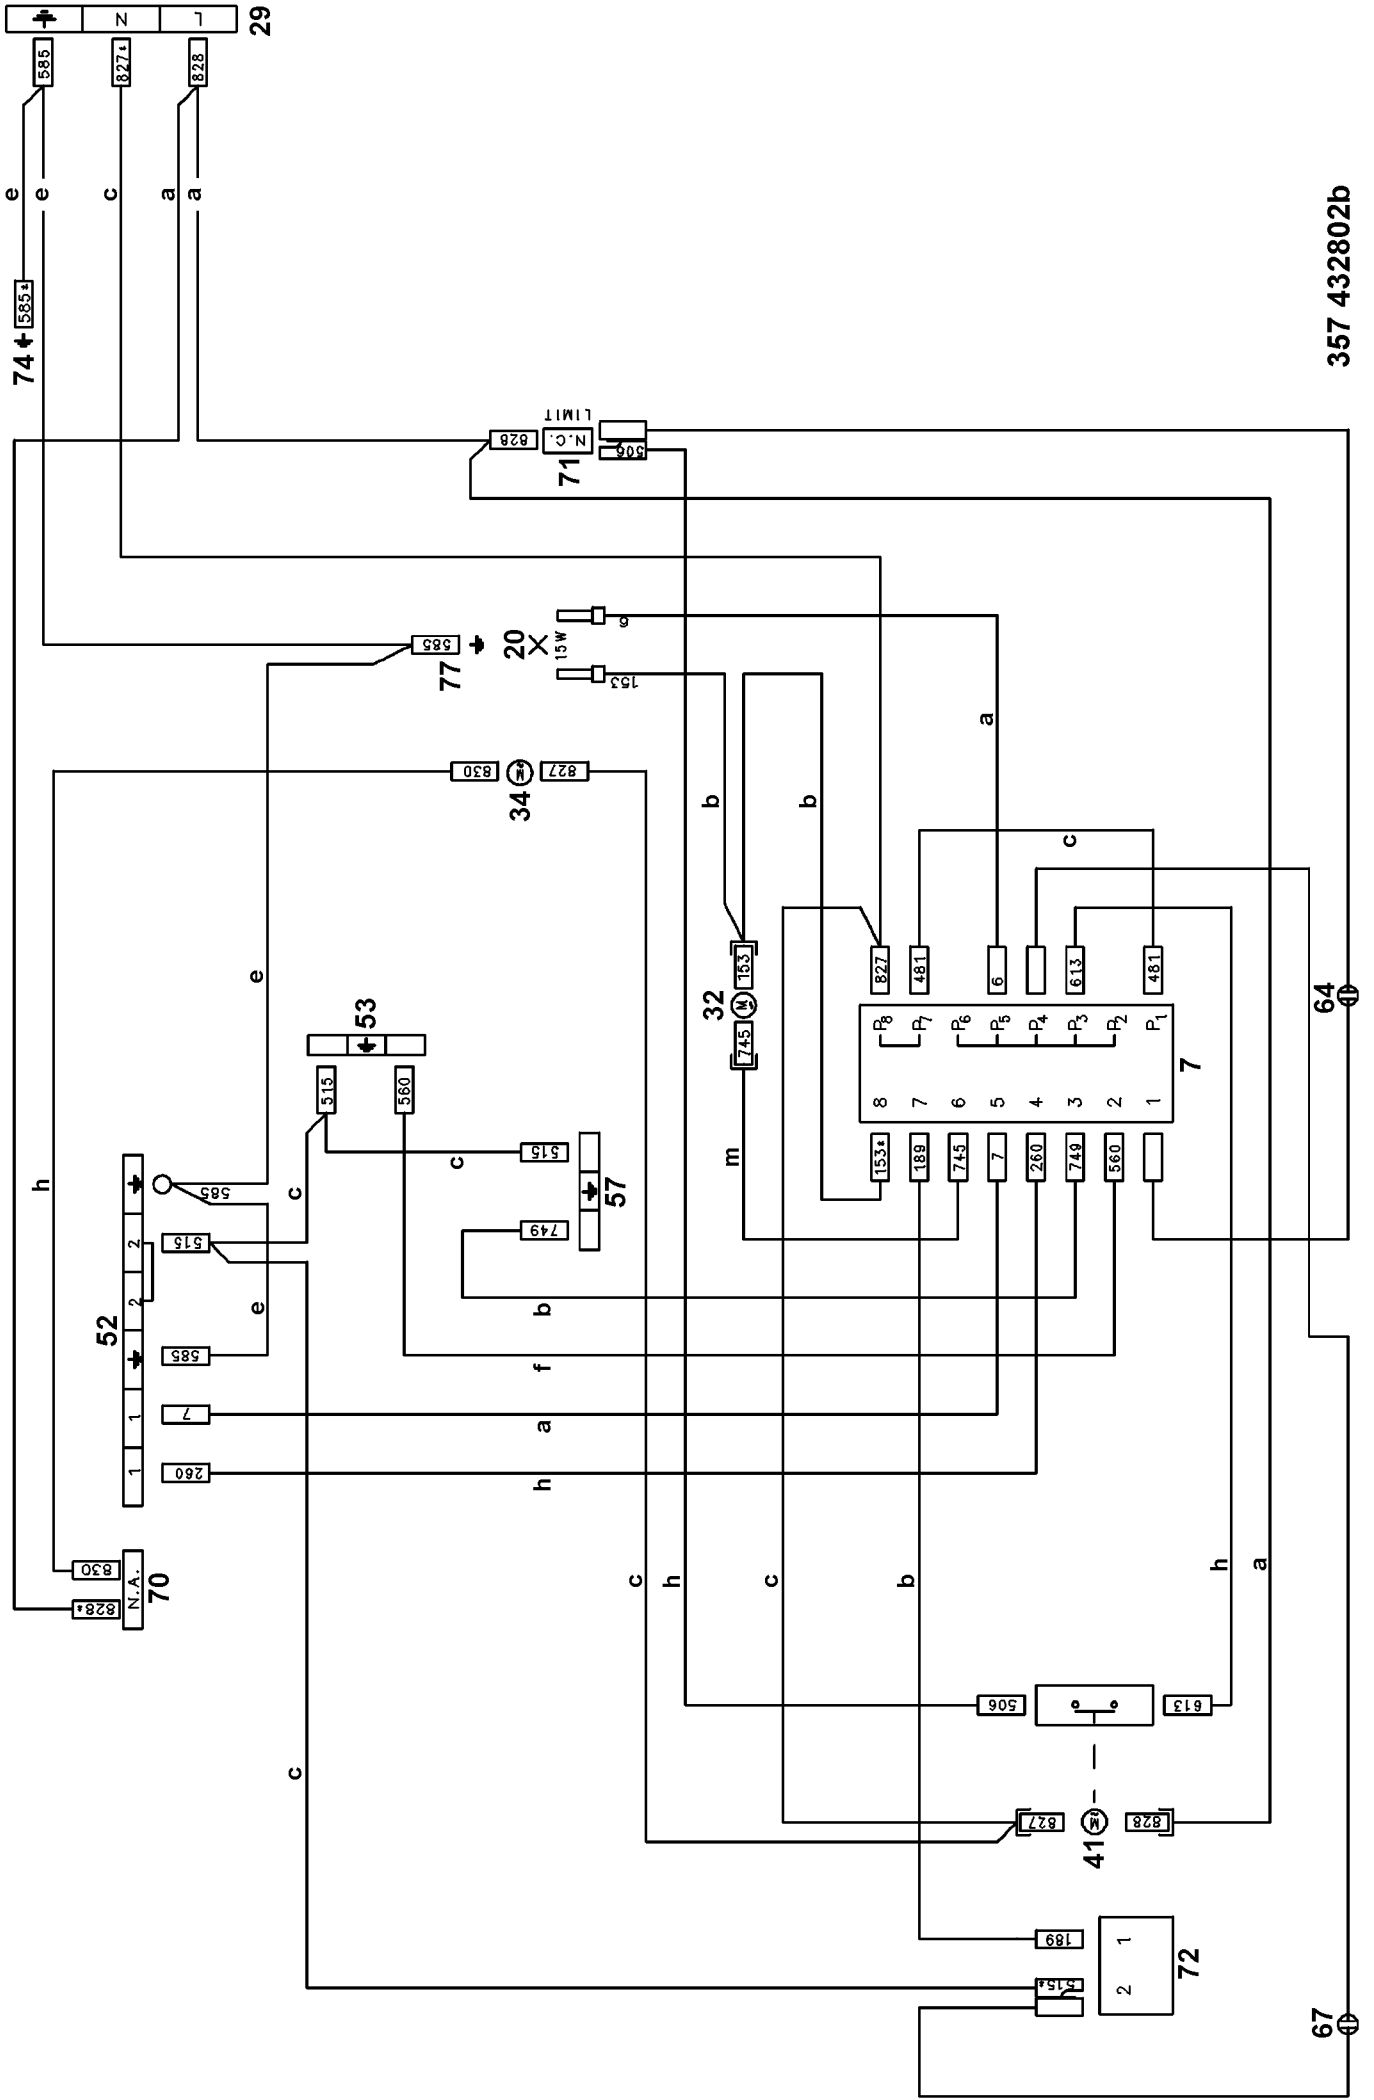 N
L
29
585
827*
828
e
e
c
a
a
585*
74
357 432802b
LIMIT
828
N.C.
506
71
6
20
15W
153
585
77
a
830
827
34
b
b
c
h
e
153
32
745
827
481
6
613
481
P8
P7
P6
P5
P4
P3
P2
P1
8
7
6
5
4
3
2
1
7
64
53
515
560
153*
189
745
7
260
749
560
m
c
c
515
57
749
585
2
515
2
52
585
1
7
1
260
e
b
f
a
h
830
828*
N.A.
70
c
h
c
b
h
a
506
613
c
827
828
41
189
515*
1
2
72
67